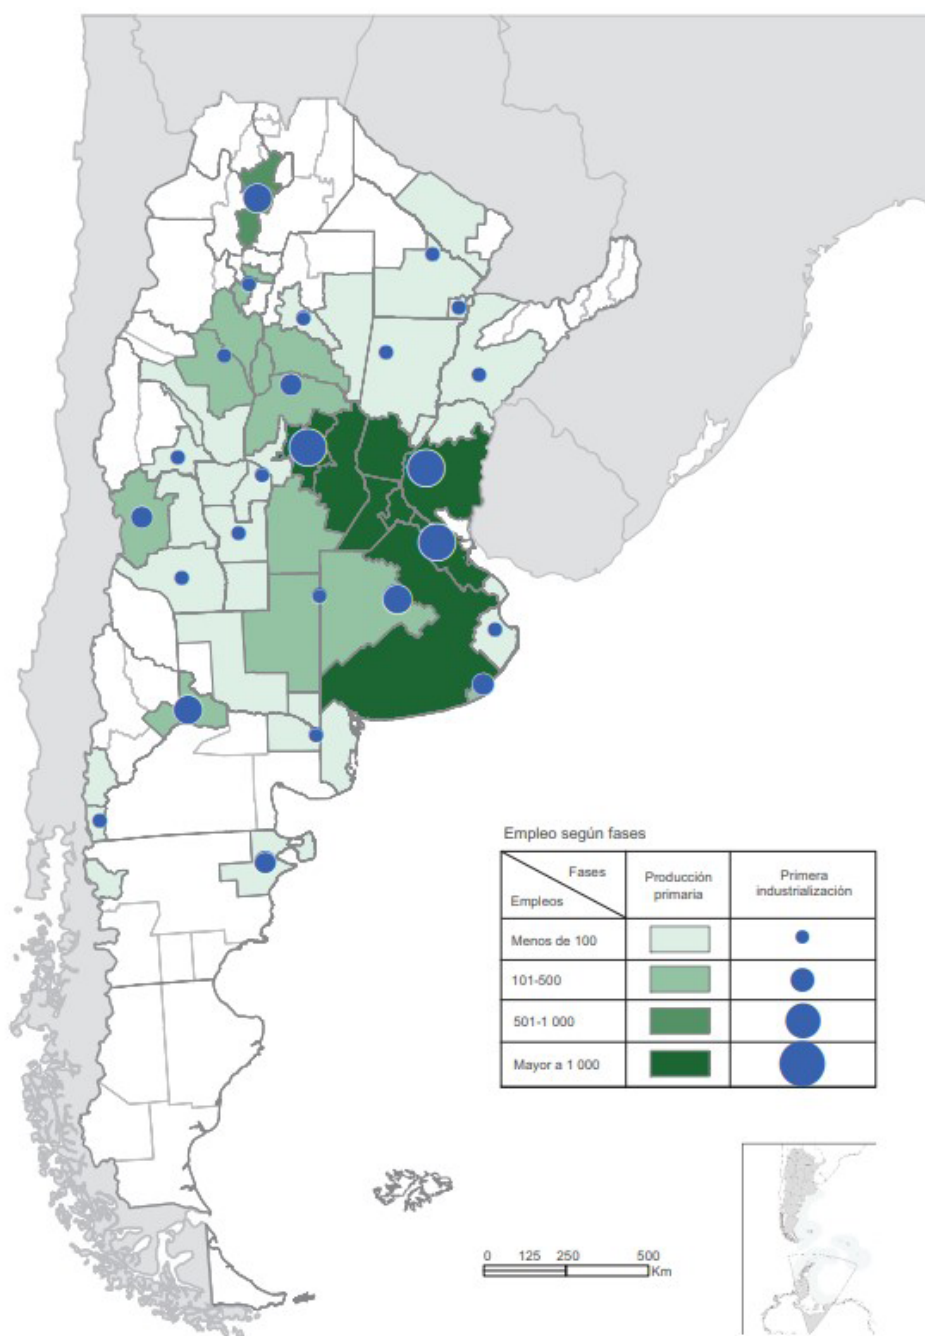 Empleo según fases
Fases
Empleos
Producción
primaria
Primera
industrialización
Menos de 100
101-500
501-1 000
Mayor a 1 000
0 125 250 500
Km